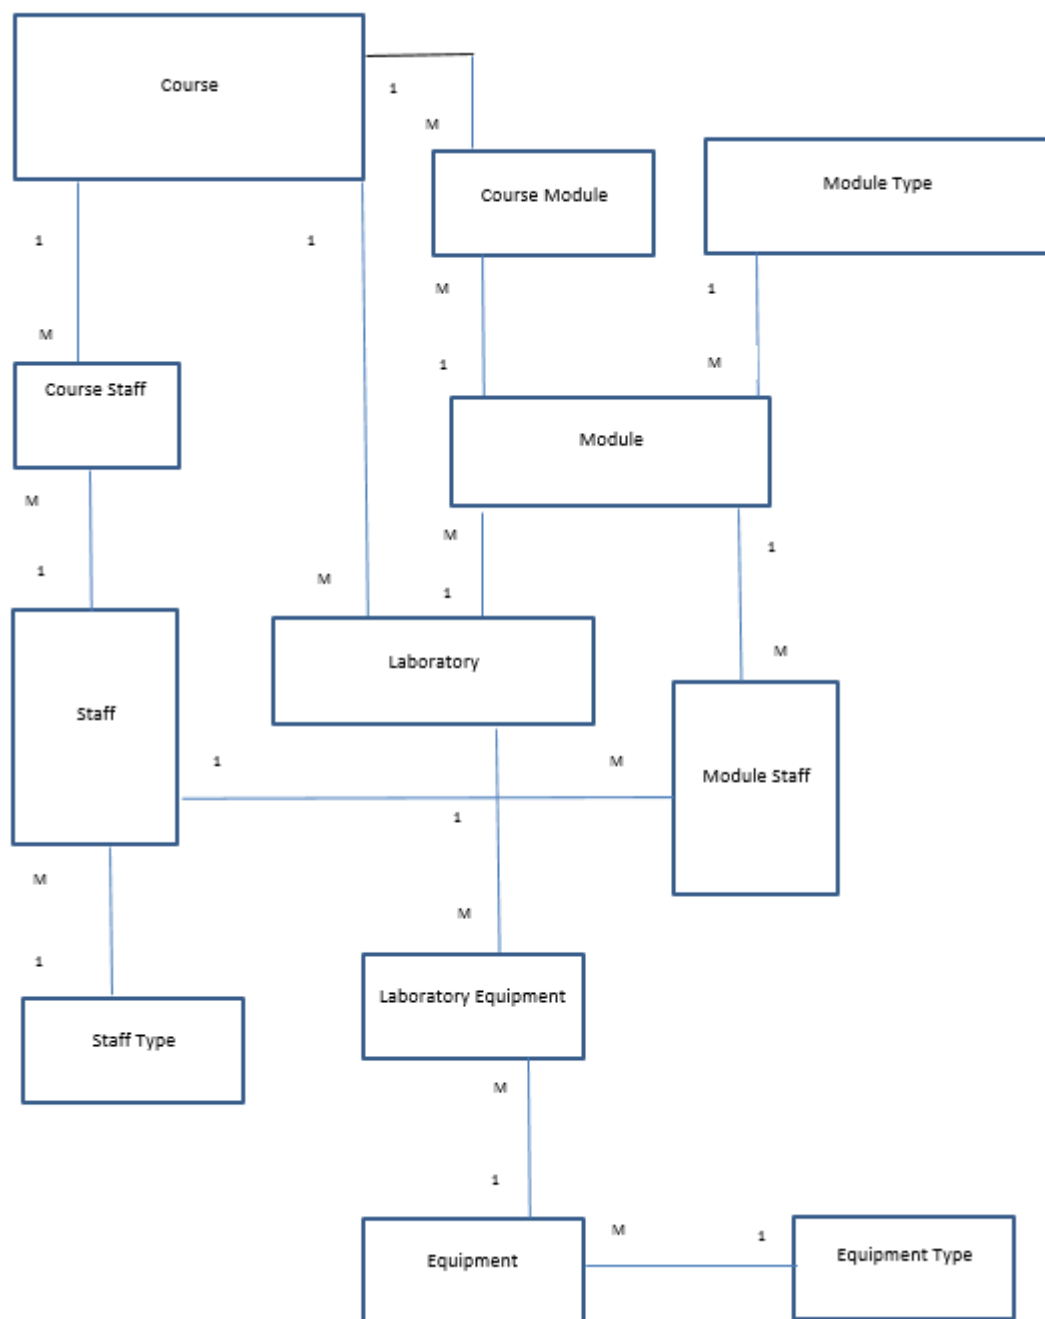 Course
1
M
Course Module
Module Type
1
1
M
1
M
1
M
M
Course Staff
Module
M
M
1
1
1
M
1
M
Laboratory
Staff
1
M
Module Staff
1
M
M
1
Laboratory Equipment
Staff Type
M
1
M
1
Equipment
Equipment Type